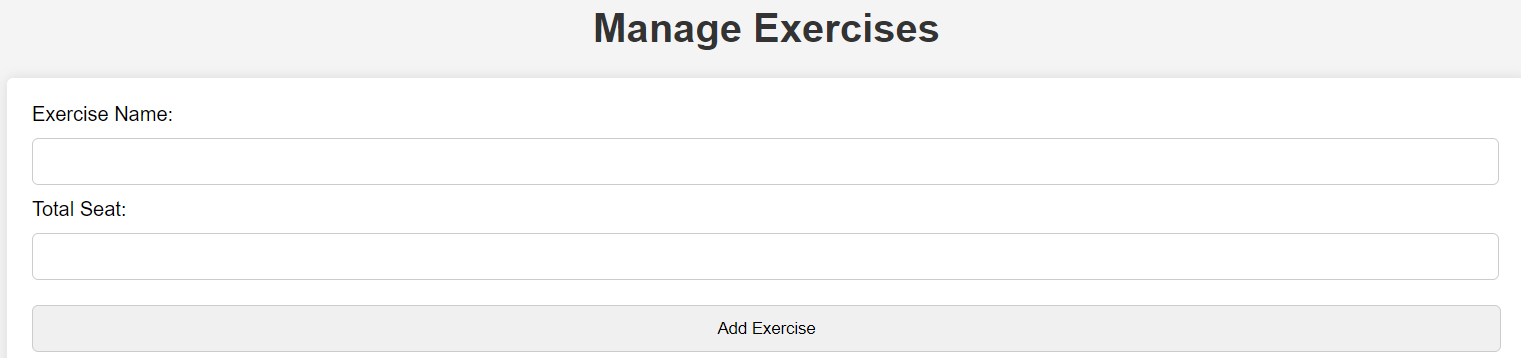 Manage Exercises
Exercise Name:
Total Seat:
Add Exercise